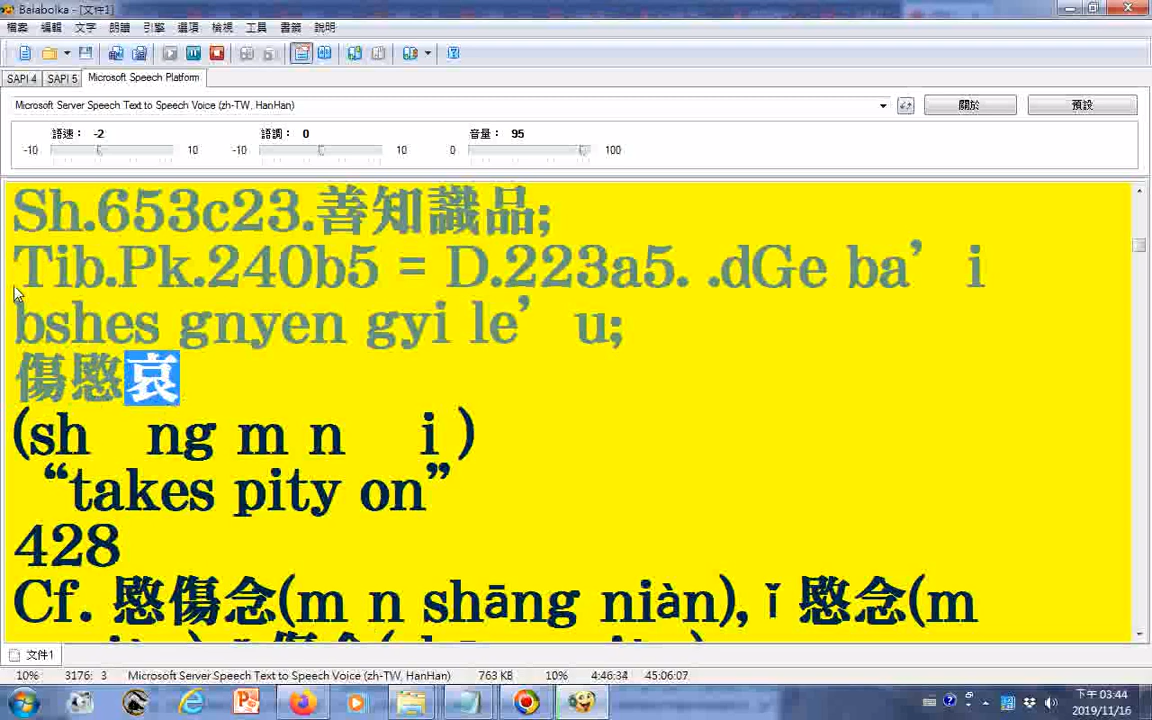 Balabolka - [文件1]
檔案 編輯 文字 朗讀 引擎 選項 檢視 工具 書籤 說明
SAPI 4 SAPI 5 Microsoft Speech Platform
Microsoft Server Speech Text to Speech Voice (zh-TW, HanHan) 關於 預設
語速： -2 語調： 0 音量： 95
-10 10 -10 10 0 100
Sh.653c23.善知識品;
Tib.Pk.240b5 = D.223a5. .dGe ba’ i
bshes gnyen gyi le’ u;
傷愍哀
(sh ng m n i )
“takes pity on”
428
Cf. 愍傷念(m n shāng niàn), ǐ 愍念(m
文件1
10% 3176: 3 Microsoft Server Speech Text to Speech Voice (zh-TW, HanHan) 763 KB 10% 4:46:34 45:06:07
下午 03:44
2019/11/16